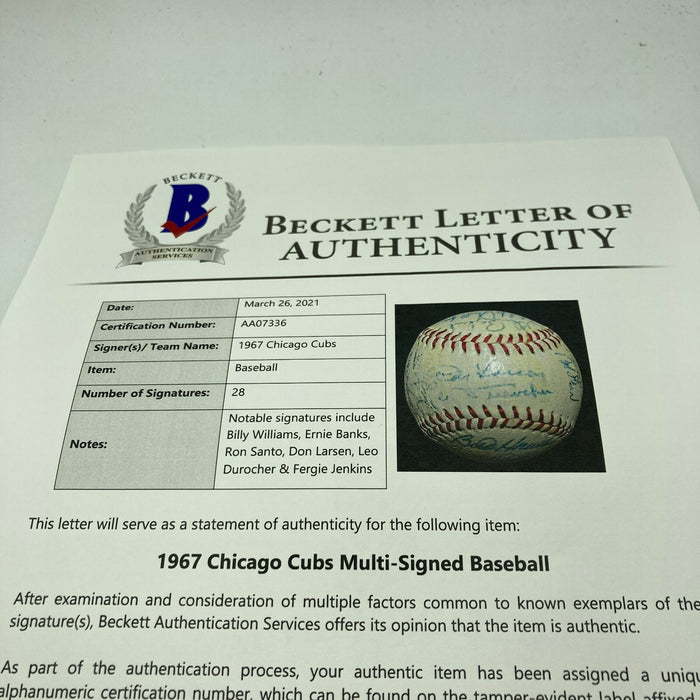 BECKETT
B
AUTHENTICATION
SERVICES
BECKETT LETTER OF
AUTHENTICITY
Date: March 26, 2021
Certification Number: AA07336
Signer(s)/ Team Name: 1967 Chicago Cubs
Item: Baseball
Number of Signatures: 28
Notes: Notable signatures include
Billy Williams, Ernie Banks,
Ron Santo, Don Larsen, Leo
Durocher & Fergie Jenkins
This letter will serve as a statement of authenticity for the following item:
1967 Chicago Cubs Multi-Signed Baseball
After examination and consideration of multiple factors common to known exemplars of the
signature(s), Beckett Authentication Services offers its opinion that the item is authentic.
As part of the authentication process, your authentic item has been assigned a uniqu
alphanumeric certification number, which can be found on the tamper-evident label affixed